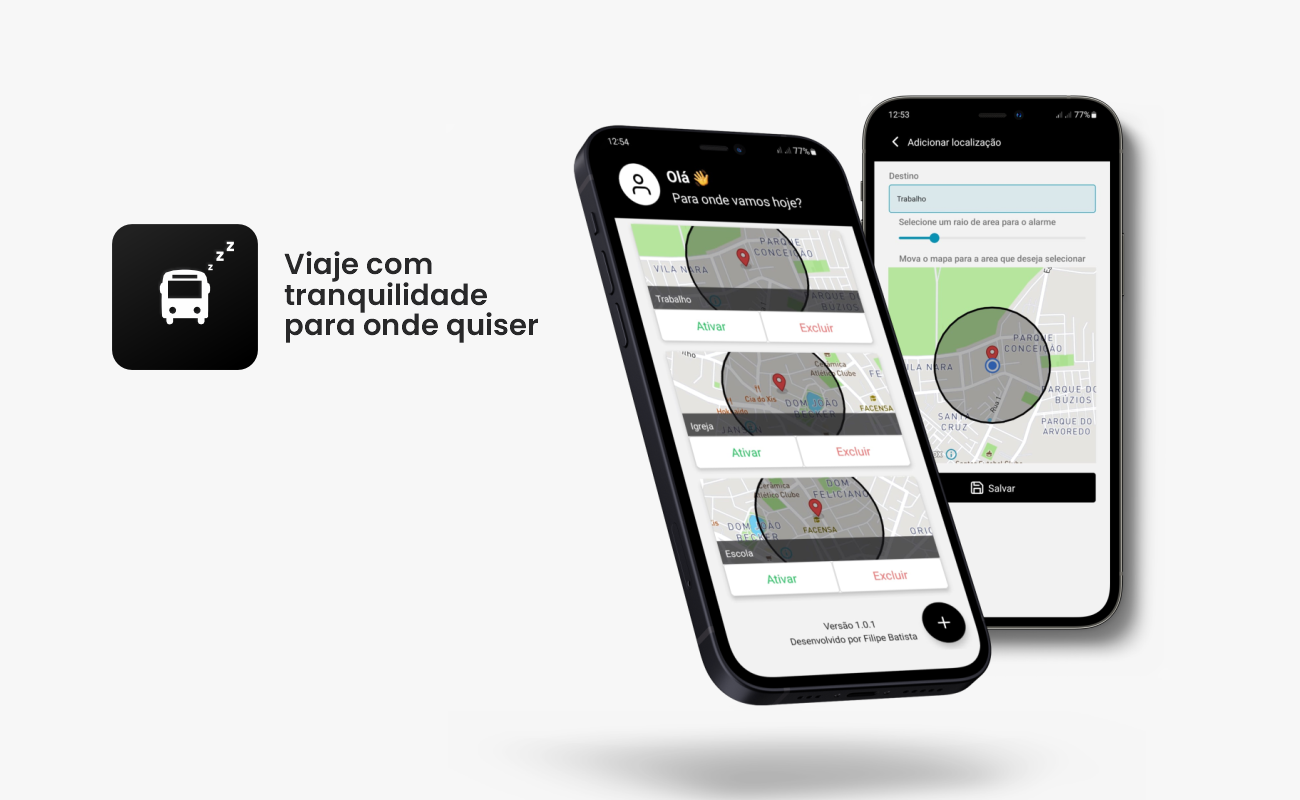 z
z
z
Viaje com
tranquilidade
para onde quiser
12:54
77%
Olá 👋
Para onde vamos hoje?
PARQUE
CONCEIÇÃO
VILA NARA
PARQUE DO
BÚZIOS
Trabalho
Ativar
Excluir
Cerâmica
Atlético Clube
Cia do Xis
DOM JOÃO
BECKER
FACENSA
Igreja
Ativar
Excluir
Cerâmica
Atlético Clube
DOM
FELICIANO
DOM JOÃO
BECKER
FACENSA
Escola
Ativar
Excluir
Versão 1.0.1
Desenvolvido por Filipe Batista
+
12:53
77%
Adicionar localização
Destino
Trabalho
Selecione um raio de area para o alarme
Mova o mapa para a area que deseja selecionar
PARQUE
CONCEIÇÃO
ILA NARA
PARQUE DO
BÚZIOS
Rua 1
SANTA
CRUZ
PARQUE DO
ARVOREDO
Salvar